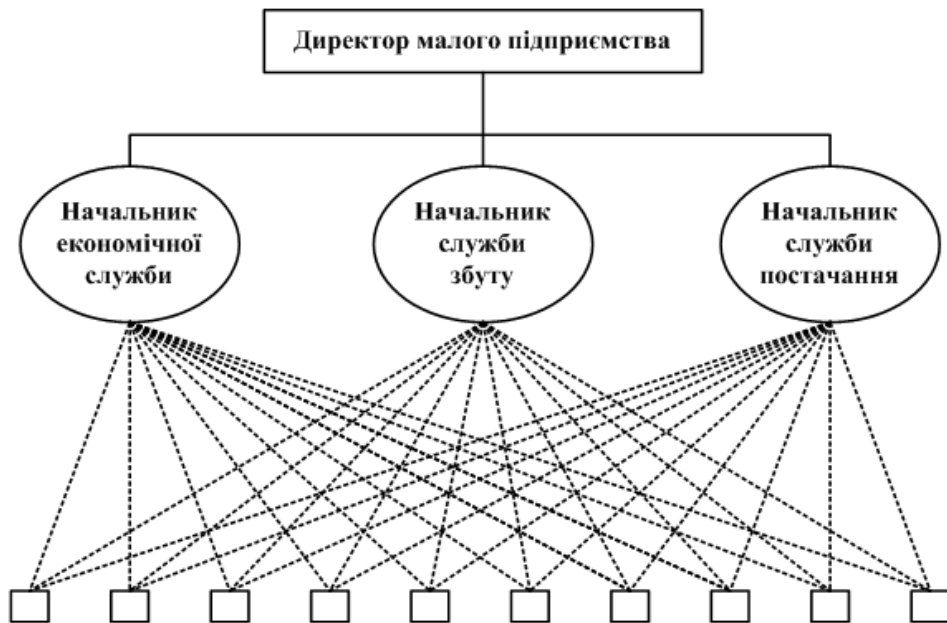 Директор малого підприємства
Начальник
економічної
служби
Начальник
служби
збуту
Начальник
служби
постачання